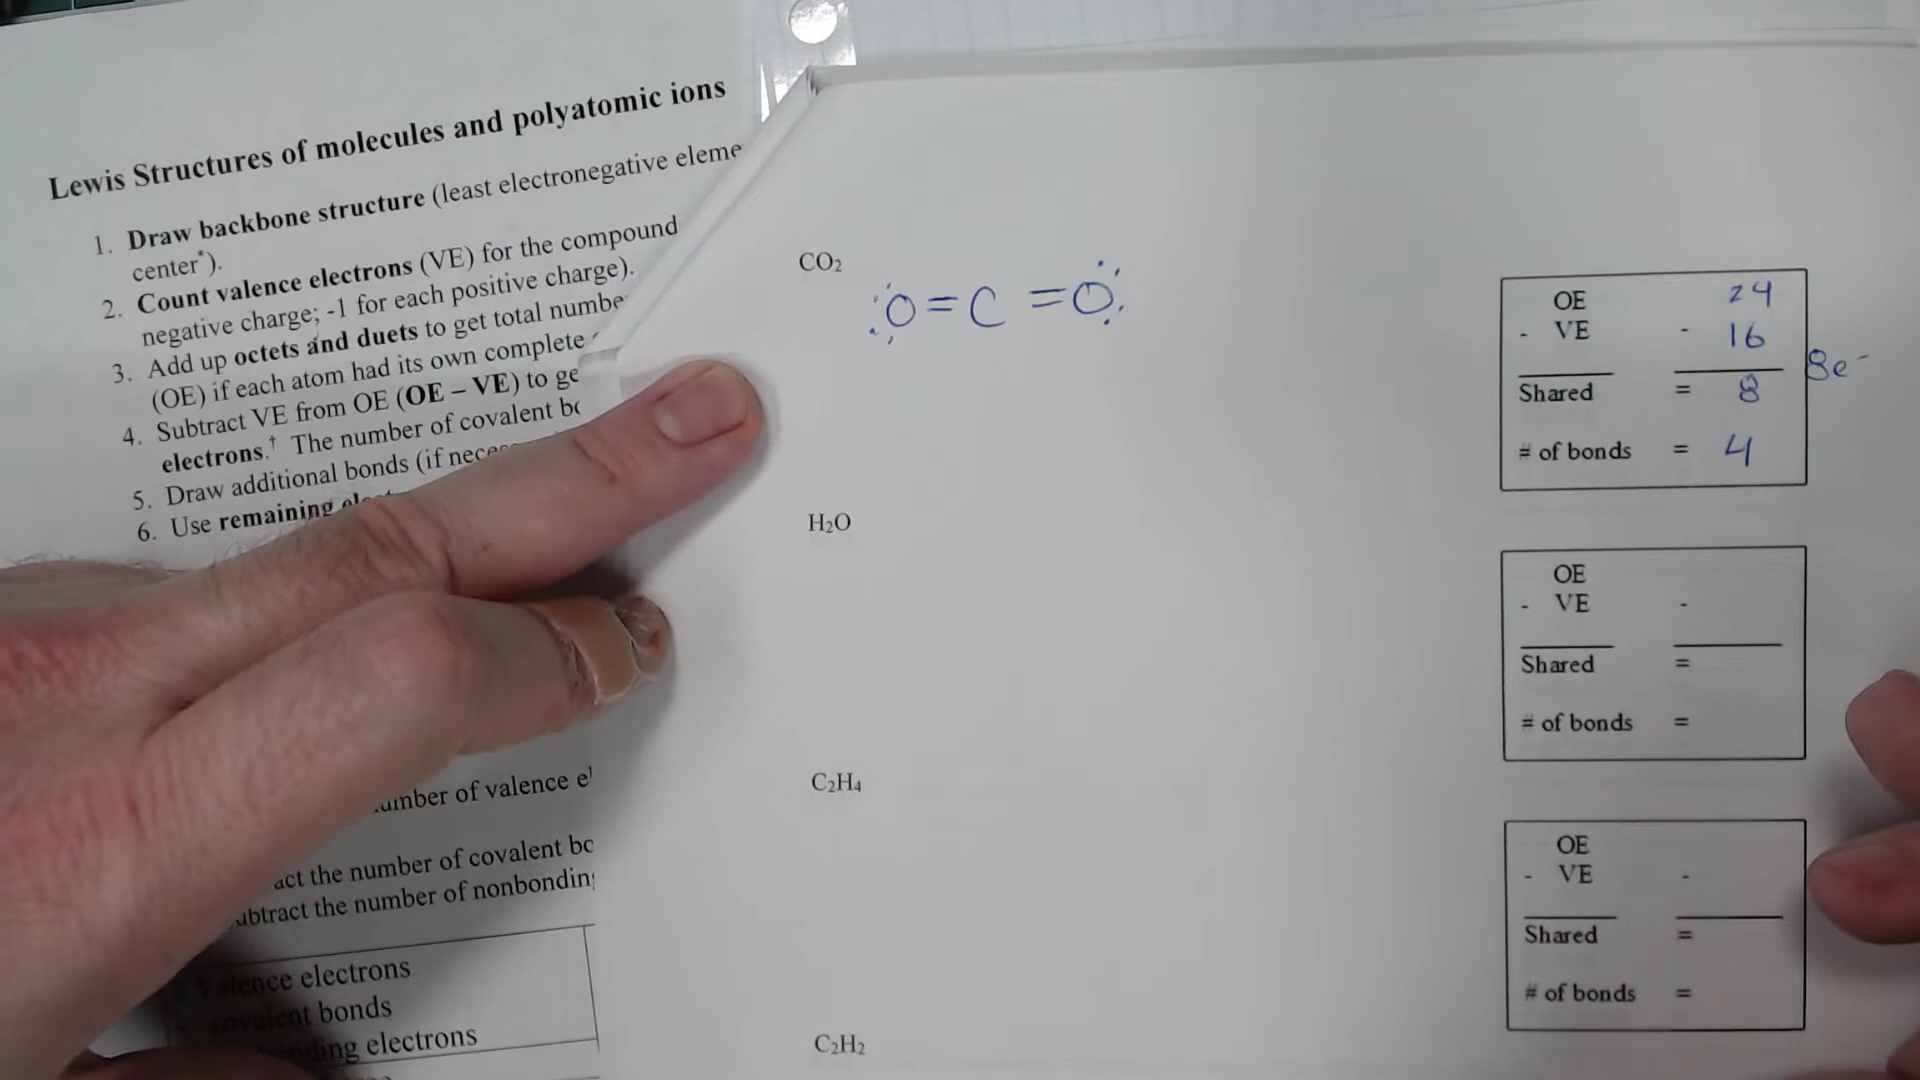 Lewis Structures of molecules and polyatomic ions
1. Draw backbone structure (least electronegative eleme
center*).
2. Count valence electrons (VE) for the compound
negative charge; -1 for each positive charge).
3. Add up octets and duets to get total numbe
(OE) if each atom had its own complete
4. Subtract VE from OE (OE – VE) to ge
electrons.† The number of covalent bo
5. Draw additional bonds (if nece
6. Use remaining
umber of valence e
act the number of covalent bo
ubtract the number of nonbonding
Valence electrons
covalent bonds
nding electrons
CO₂
O = C = O
OE 24
- VE - 16
8e⁻
Shared = 8
# of bonds = 4
H₂O
OE
- VE -
Shared =
# of bonds =
C₂H₄
OE
- VE -
Shared =
# of bonds =
C₂H₂